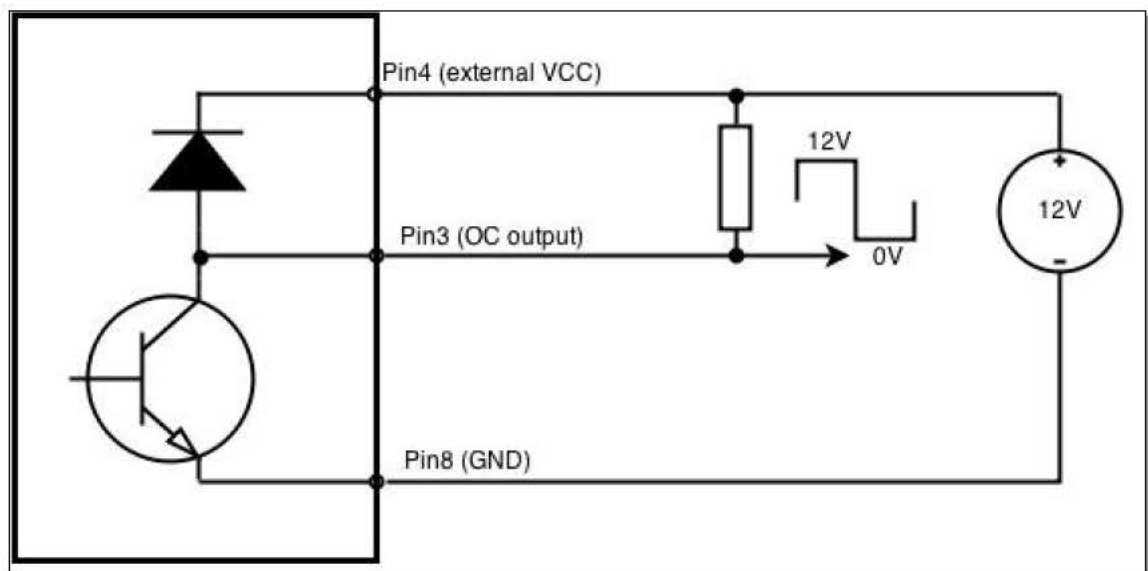 Pin4 (external VCC)
12V
+
12V
-
Pin3 (OC output)
0V
Pin8 (GND)